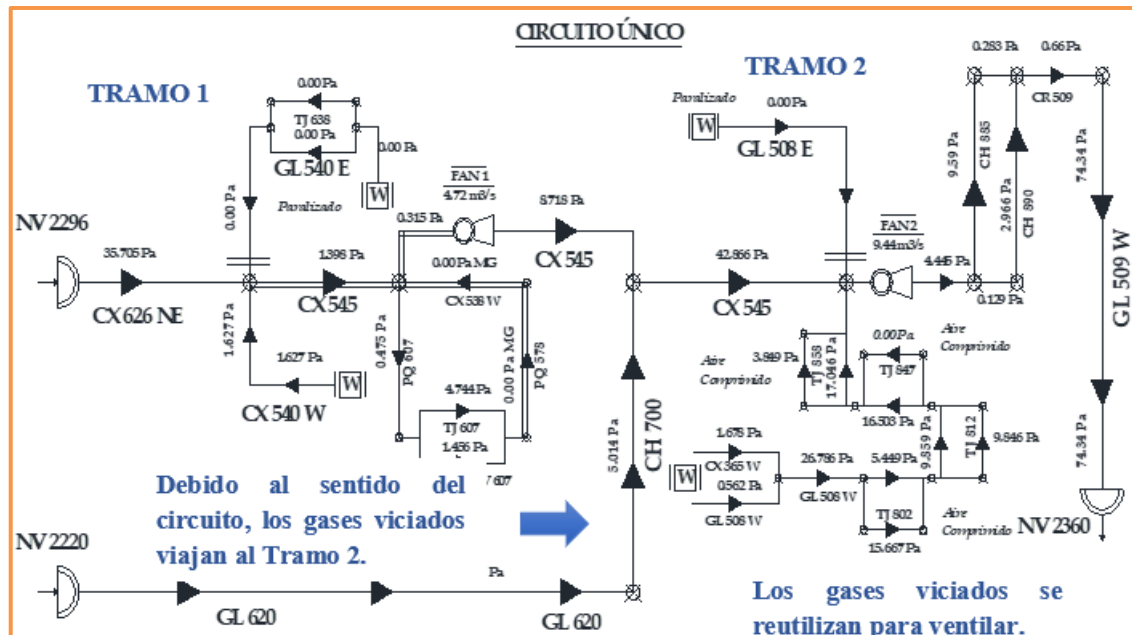 CIRCUITO ÚNICO
TRAMO 1
TRAMO 2
0.00 Pa
TJ 638
0.00 Pa
GL 540 E
0.00 Pa
0.00 Pa
W
Paralizado
NV 2296
35.705 Pa
CX 626 NE
1.398 Pa
CX 545
1.627 Pa
1.627 Pa
W
CX 540 W
0.315 Pa
FAN 1
4.72 m3/s
8.718 Pa
CX 545
0.00 Pa MG
CX 538 W
0.475 Pa
PQ 607
0.00 Pa MG
PQ 578
4.744 Pa
TJ 607
1.456 Pa
607
Debido al sentido del
circuito, los gases viciados
viajan al Tramo 2.
NV 2220
GL 620
Pa
GL 620
5.014 Pa
CH 700
42.866 Pa
CX 545
Paralizado
W
0.00 Pa
GL 508 E
FAN2
9.44 m3/s
4.445 Pa
0.129 Pa
9.59 Pa
CH 885
2.966 Pa
CH 890
0.283 Pa
0.66 Pa
CR 509
74.34 Pa
GL 509 W
74.34 Pa
NV 2360
3.849 Pa
TJ 858
17.046 Pa
Aire
Comprimido
0.00 Pa
TJ 847
Aire
Comprimido
16.503 Pa
9.859 Pa
TJ 812
9.846 Pa
1.678 Pa
CX 365 W
0.562 Pa
GL 508 W
W
26.786 Pa
GL 508 W
5.449 Pa
TJ 802
15.667 Pa
Aire
Comprimido
Los gases viciados se
reutilizan para ventilar.